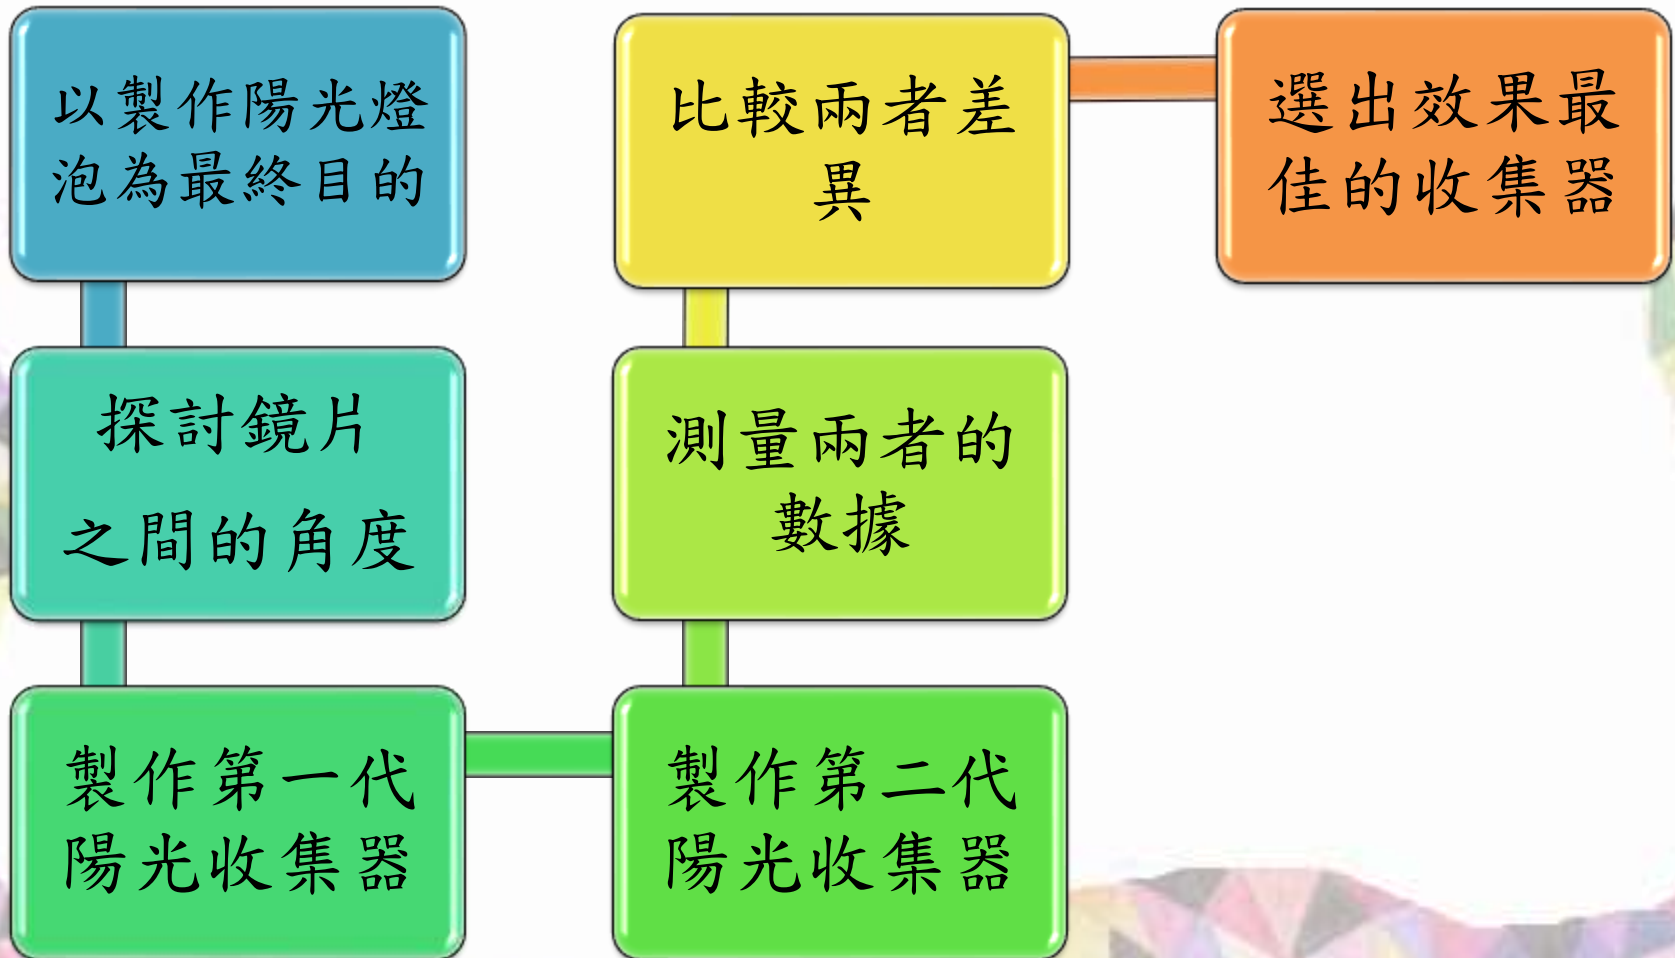 以製作陽光燈
泡為最終目的
探討鏡片
之間的角度
製作第一代
陽光收集器
製作第二代
陽光收集器
測量兩者的
數據
比較兩者差
異
選出效果最
佳的收集器